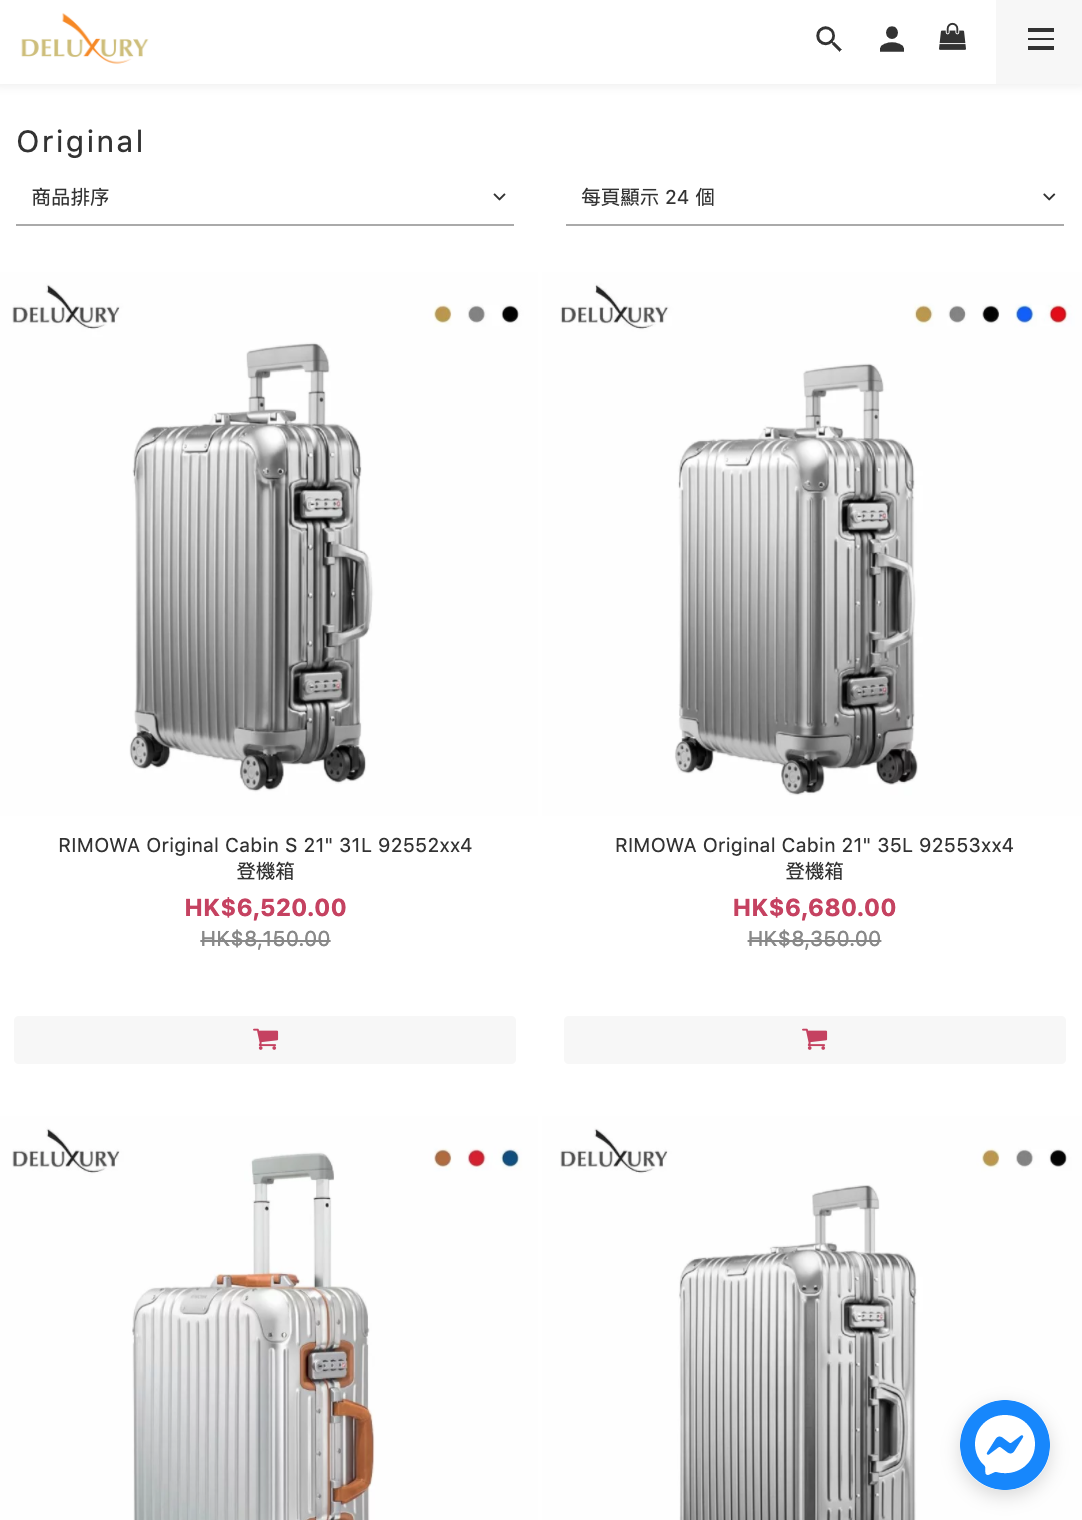 DELUXURY
Original
商品排序
每頁顯示 24 個
DELUXURY
DELUXURY
RIMOWA Original Cabin S 21" 31L 92552xx4
登機箱
HK$6,520.00
HK$8,150.00
RIMOWA Original Cabin 21" 35L 92553xx4
登機箱
HK$6,680.00
HK$8,350.00
DELUXURY
DELUXURY